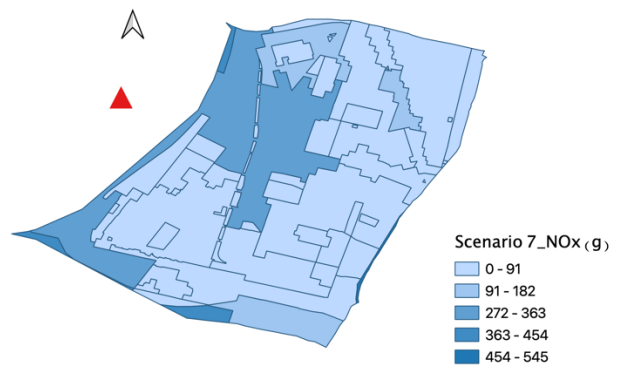 Scenario 7_NOx (g)
0 - 91
91 - 182
272 - 363
363 - 454
454 - 545